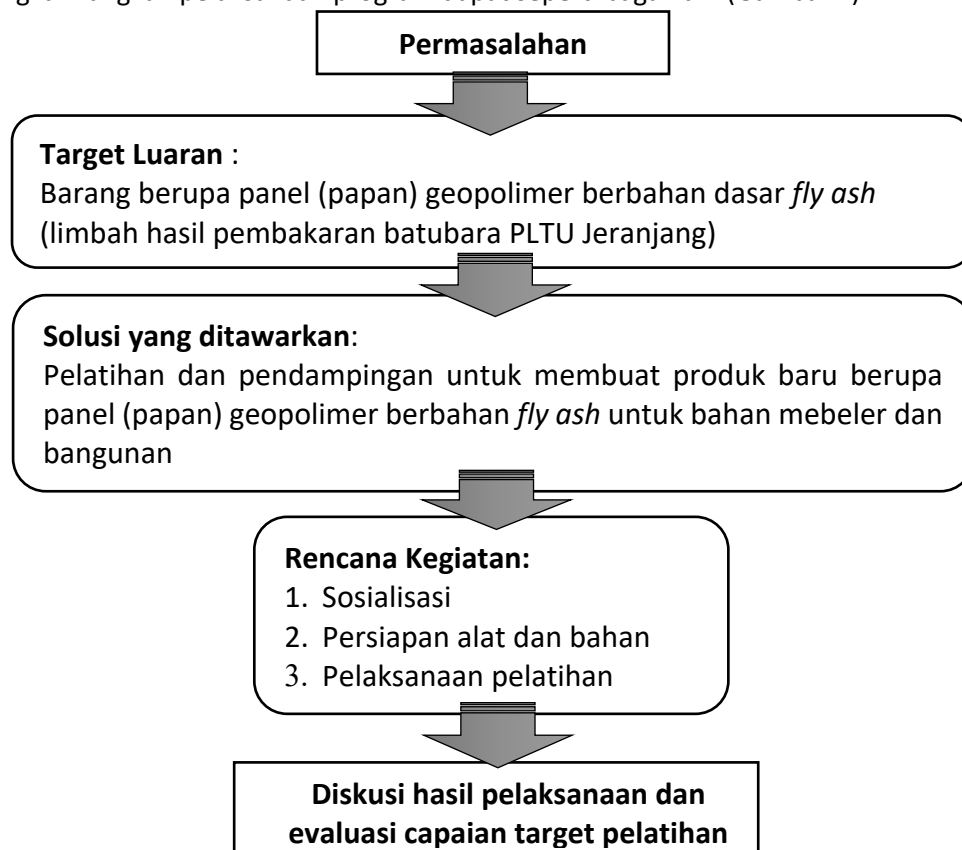 Permasalahan
Target Luaran :
Barang berupa panel (papan) geopolimer berbahan dasar fly ash
(limbah hasil pembakaran batubara PLTU Jeranjang)
Solusi yang ditawarkan:
Pelatihan dan pendampingan untuk membuat produk baru berupa
panel (papan) geopolimer berbahan fly ash untuk bahan mebeler dan
bangunan
Rencana Kegiatan:
1. Sosialisasi
2. Persiapan alat dan bahan
3. Pelaksanaan pelatihan
Diskusi hasil pelaksanaan dan
evaluasi capaian target pelatihan